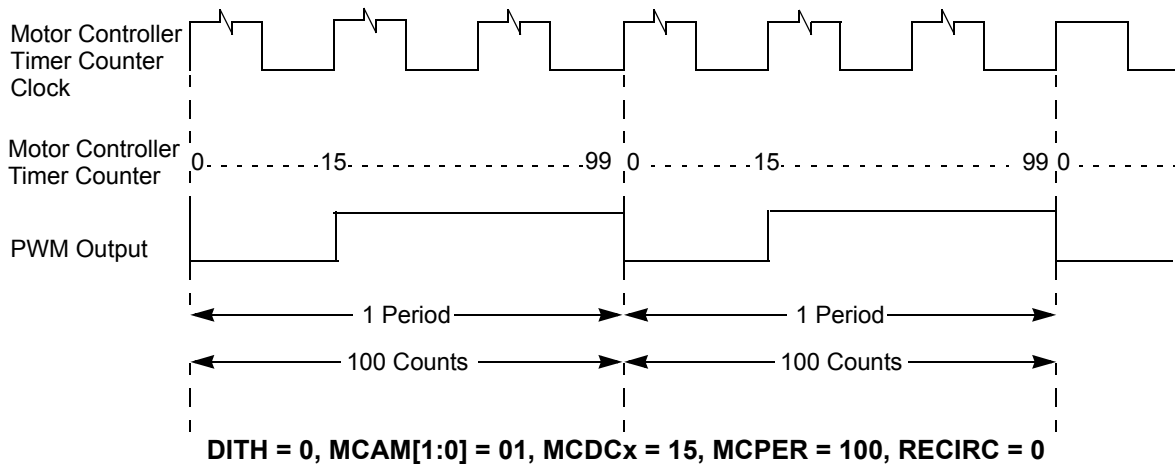 Motor Controller
Timer Counter
Clock
Motor Controller
Timer Counter
0 15 99 0 15 99 0
PWM Output
1 Period 1 Period
100 Counts 100 Counts
DITH = 0, MCAM[1:0] = 01, MCDCx = 15, MCPER = 100, RECIRC = 0